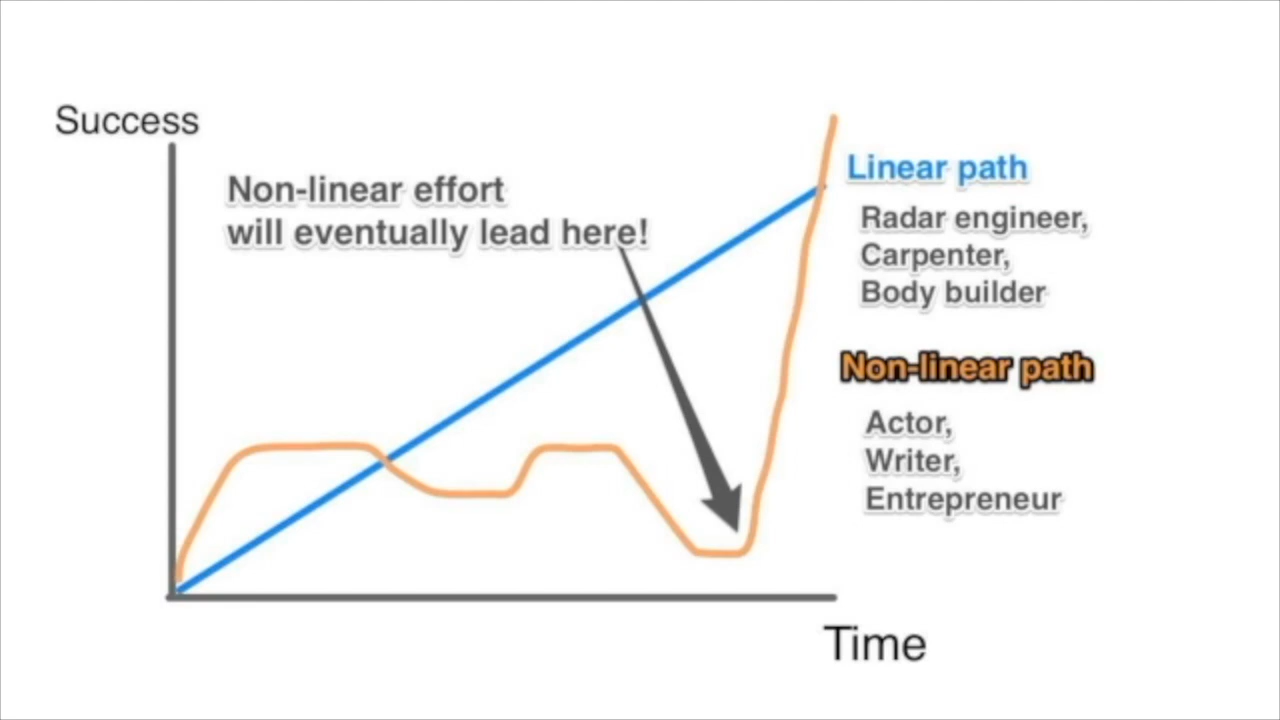 Success
Non-linear effort
will eventually lead here!
Linear path
Radar engineer,
Carpenter,
Body builder
Non-linear path
Actor,
Writer,
Entrepreneur
Time